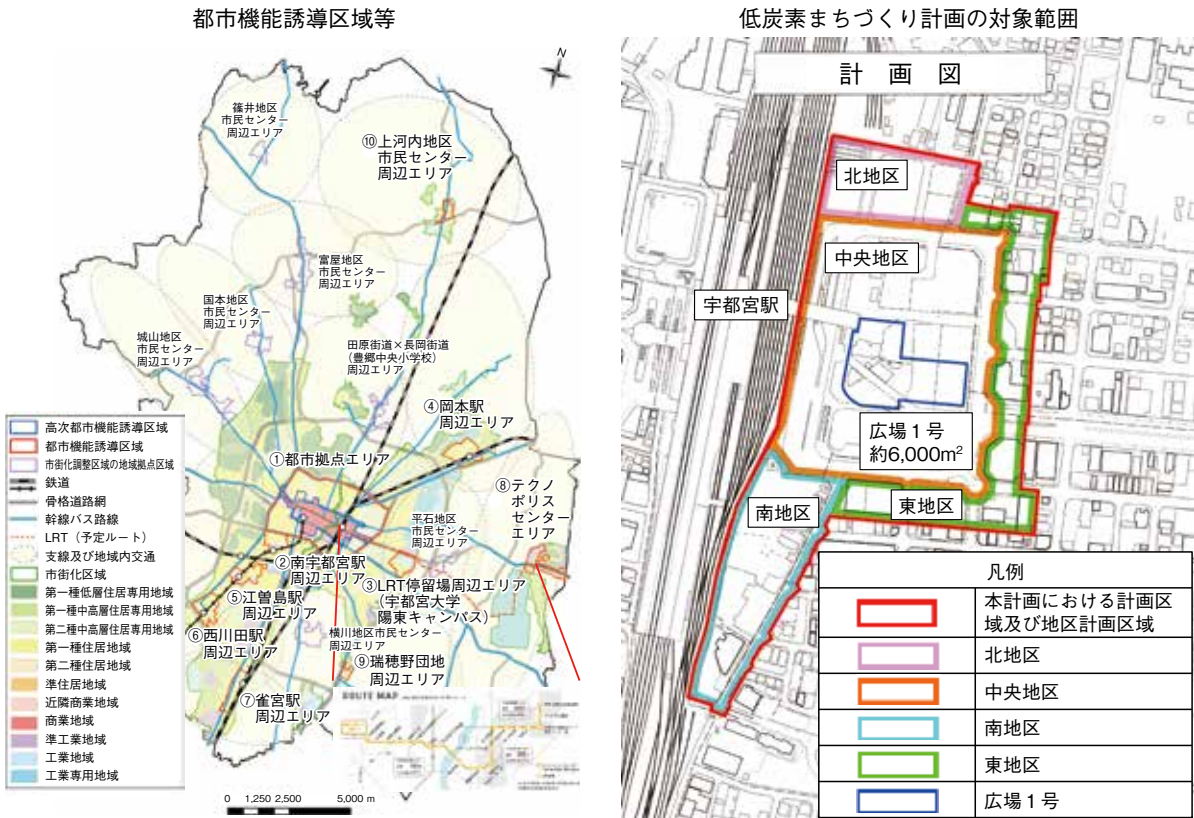 都市機能誘導区域等
N
篠井地区
市民センター
周辺エリア
⑩上河内地区
市民センター
周辺エリア
富屋地区
市民センター
周辺エリア
国本地区
市民センター
周辺エリア
城山地区
市民センター
周辺エリア
田原街道×長岡街道
（豊郷中央小学校）
周辺エリア
④岡本駅
周辺エリア
①都市拠点エリア
⑧テクノ
ポリス
センター
エリア
平石地区
市民センター
周辺エリア
②南宇都宮駅
周辺エリア
③LRT停留場周辺エリア
（宇都宮大学
陽東キャンパス）
⑤江曽島駅
周辺エリア
⑥西川田駅
周辺エリア
横川地区市民センター
周辺エリア
⑨瑞穂野団地
周辺エリア
⑦雀宮駅
周辺エリア
ROUTE MAP
高次都市機能誘導区域
都市機能誘導区域
市街化調整区域の地域拠点区域
鉄道
骨格道路網
幹線バス路線
LRT（予定ルート）
支線及び地域内交通
市街化区域
第一種低層住居専用地域
第一種中高層住居専用地域
第二種中高層住居専用地域
第一種住居地域
第二種住居地域
準住居地域
近隣商業地域
商業地域
準工業地域
工業地域
工業専用地域
0 1,250 2,500 5,000 m
低炭素まちづくり計画の対象範囲
計 画 図
北地区
中央地区
宇都宮駅
広場１号
約6,000m²
南地区
東地区
凡例
本計画における計画区
域及び地区計画区域
北地区
中央地区
南地区
東地区
広場１号